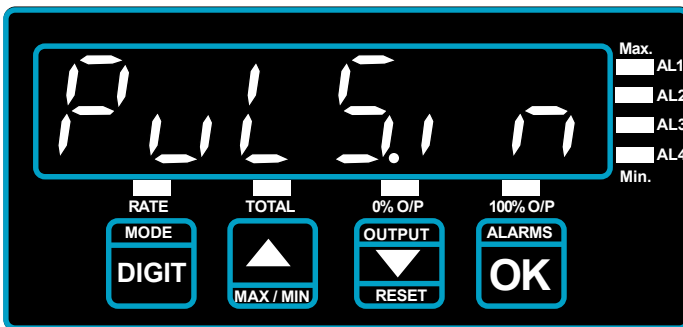 Max.
PuLS.in
AL1
AL2
AL3
AL4
Min.
RATE TOTAL 0% O/P 100% O/P
MODE OUTPUT ALARMS
DIGIT OK
MAX / MIN RESET